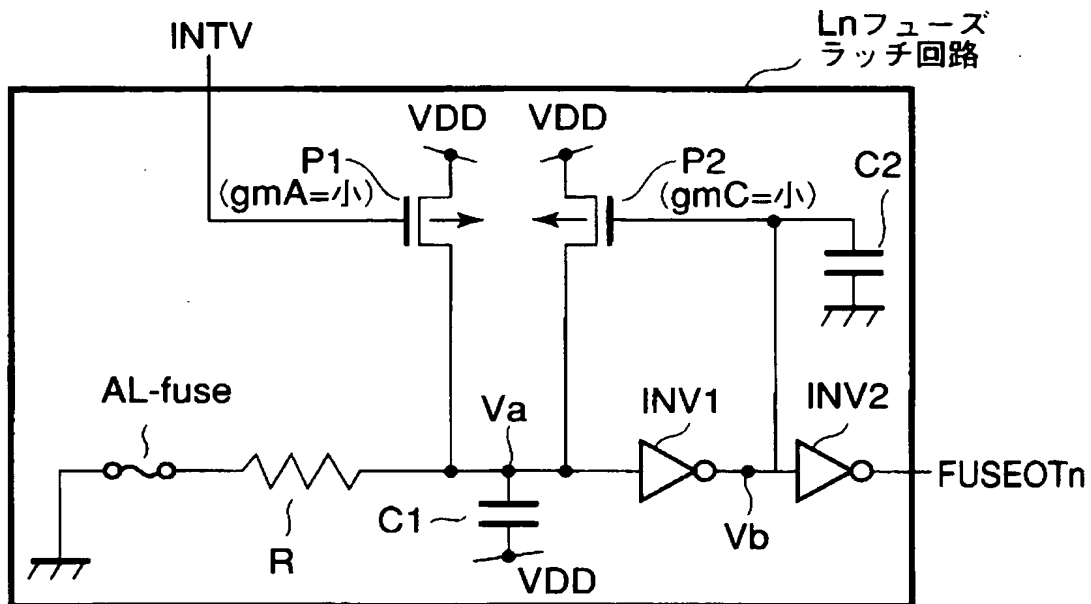 Lnフューズ
ラッチ回路
INTV
VDD
VDD
P1
(gmA=小)
P2
(gmC=小)
C2
AL-fuse
Va
INV1
INV2
FUSEOTn
C1
R
Vb
VDD